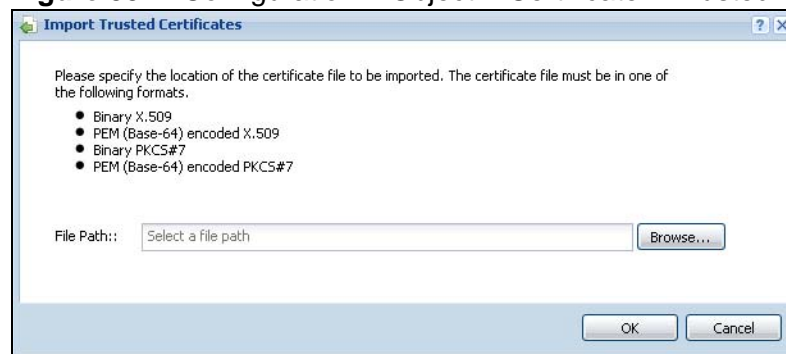 Import Trusted Certificates
Please specify the location of the certificate file to be imported. The certificate file must be in one of
the following formats.
● Binary X.509
● PEM (Base-64) encoded X.509
● Binary PKCS#7
● PEM (Base-64) encoded PKCS#7
File Path:: Select a file path Browse...
OK Cancel